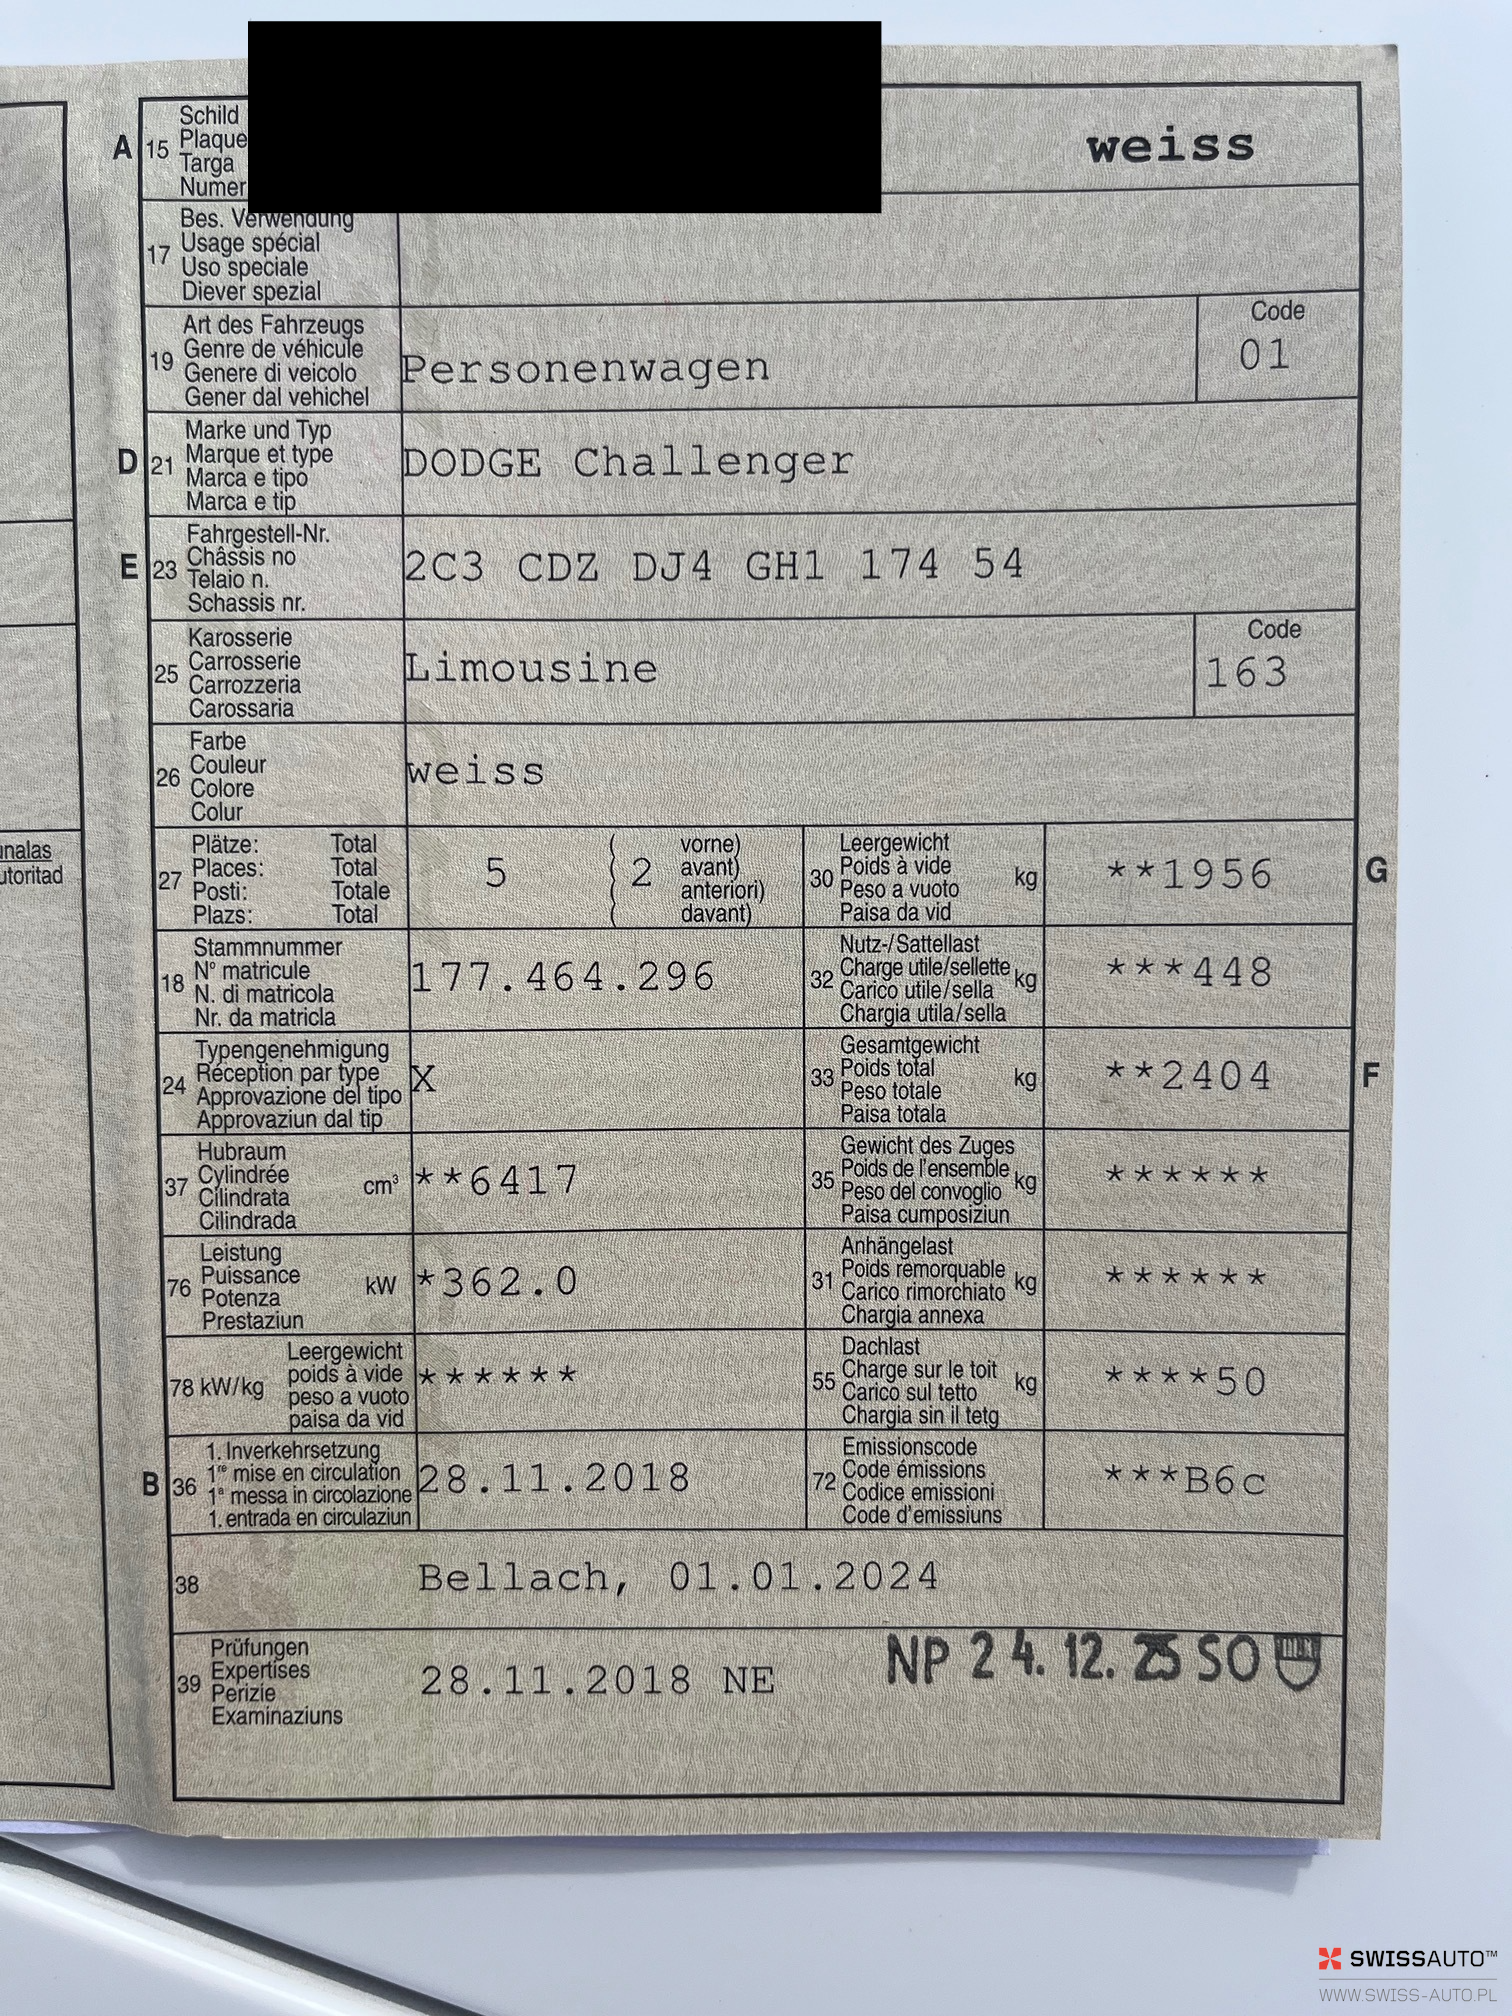 A 15 Schild
Plaque
Targa
Numer
weiss
17 Bes. Verwendung
Usage spécial
Uso speciale
Diever spezial
19 Art des Fahrzeugs
Genre de véhicule
Genere di veicolo
Gener dal vehichel
Personenwagen
Code
01
D 21 Marke und Typ
Marque et type
Marca e tipo
Marca e tip
DODGE Challenger
E 23 Fahrgestell-Nr.
Châssis no
Telaio n.
Schassis nr.
2C3 CDZ DJ4 GH1 174 54
25 Karosserie
Carrosserie
Carrozzeria
Carossaria
Limousine
Code
163
26 Farbe
Couleur
Colore
Colur
weiss
unalas
utoritad
27 Plätze: Total
Places: Total
Posti: Totale
Plazs: Total
5 ( 2 vorne)
avant)
anteriori)
davant)
30 Leergewicht
Poids à vide kg
Peso a vuoto
Paisa da vid
**1956 G
18 Stammnummer
N° matricule
N. di matricola
Nr. da matricla
177.464.296
32 Nutz-/Sattellast
Charge utile/sellette kg
Carico utile/sella
Chargia utila/sella
***448
24 Typengenehmigung
Réception par type
Approvazione del tipo
Approvaziun dal tip
X
33 Gesamtgewicht
Poids total kg
Peso totale
Paisa totala
**2404 F
37 Hubraum
Cylindrée cm³
Cilindrata
Cilindrada
**6417
35 Gewicht des Zuges
Poids de l'ensemble kg
Peso del convoglio
Paisa cumposiziun
******
76 Leistung
Puissance kW
Potenza
Prestaziun
*362.0
31 Anhängelast
Poids remorquable kg
Carico rimorchiato
Chargia annexa
******
78 kW/kg Leergewicht
poids à vide
peso a vuoto
paisa da vid
******
55 Dachlast
Charge sur le toit kg
Carico sul tetto
Chargia sin il tetg
****50
B 36 1. Inverkehrsetzung
1re mise en circulation
1a messa in circolazione
1. entrada en circulaziun
28.11.2018
72 Emissionscode
Code émissions
Codice emissioni
Code d'emissiuns
***B6c
38 Bellach, 01.01.2024
39 Prüfungen
Expertises
Perizie
Examinaziuns
28.11.2018 NE
NP 24.12. 25 SO
SWISSAUTO™
WWW.SWISS-AUTO.PL